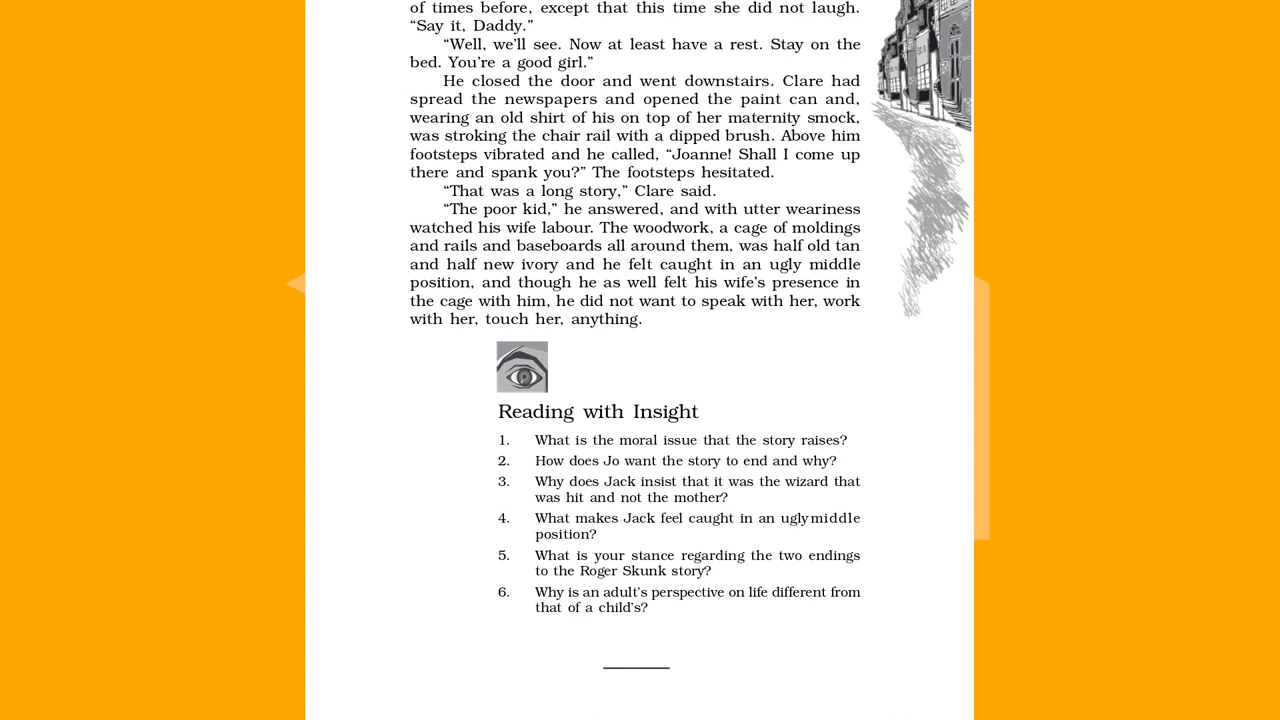 of times before, except that this time she did not laugh.
“Say it, Daddy.”
“Well, we’ll see. Now at least have a rest. Stay on the
bed. You’re a good girl.”
He closed the door and went downstairs. Clare had
spread the newspapers and opened the paint can and,
wearing an old shirt of his on top of her maternity smock,
was stroking the chair rail with a dipped brush. Above him
footsteps vibrated and he called, “Joanne! Shall I come up
there and spank you?” The footsteps hesitated.
“That was a long story,” Clare said.
“The poor kid,” he answered, and with utter weariness
watched his wife labour. The woodwork, a cage of moldings
and rails and baseboards all around them, was half old tan
and half new ivory and he felt caught in an ugly middle
position, and though he as well felt his wife’s presence in
the cage with him, he did not want to speak with her, work
with her, touch her, anything.
Reading with Insight
1. What is the moral issue that the story raises?
2. How does Jo want the story to end and why?
3. Why does Jack insist that it was the wizard that
was hit and not the mother?
4. What makes Jack feel caught in an ugly middle
position?
5. What is your stance regarding the two endings
to the Roger Skunk story?
6. Why is an adult’s perspective on life different from
that of a child’s?